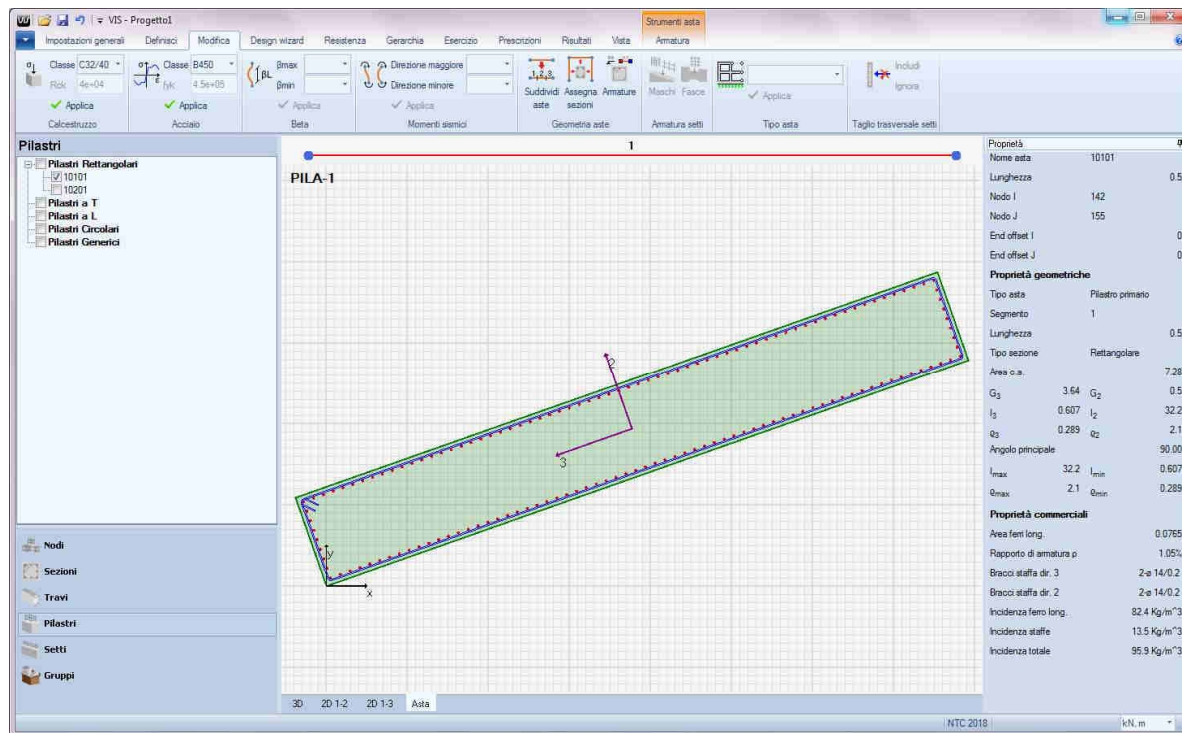 VIS - Progetto1
Strumenti asta
Impostazioni generali Definisci Modifica Design wizard Resistenza Gerarchia Esercizio Prescrizioni Risultati Vista Armatura
Classe C32/40 Classe B450 βmax Direzione maggiore Includi
Rck 4e+04 fyk 4.5e+05 βL βmin Direzione minore 1,2,3, Suddividi aste Assegna sezioni Armature Maschi Fasce Applica Ignora
Applica Applica Applica Applica
Calcestruzzo Acciaio Beta Momenti sismici Geometria aste Armatura setti Tipo asta Taglio trasversale setti
Pilastri
Pilastri Rettangolari
10101
10201
Pilastri a T
Pilastri a L
Pilastri Circolari
Pilastri Generici
Nodi
Sezioni
Travi
Pilastri
Setti
Gruppi
1
PILA-1
2
3
y
x
3D 2D 1-2 2D 1-3 Asta
Proprietà
Nome asta 10101
Lunghezza 0.5
Nodo I 142
Nodo J 155
End offset I 0
End offset J 0
Proprietà geometriche
Tipo asta Pilastro primario
Segmento 1
Lunghezza 0.5
Tipo sezione Rettangolare
Area c.a. 7.28
G3 3.64 G2 0.5
I3 0.607 I2 32.2
ϱ3 0.289 ϱ2 2.1
Angolo principale 90.00
Imax 32.2 Imin 0.607
ϱmax 2.1 ϱmin 0.289
Proprietà commerciali
Area ferri long. 0.0765
Rapporto di armatura ρ 1.05%
Bracci staffa dir. 3 2-ø 14/0.2
Bracci staffa dir. 2 2-ø 14/0.2
Incidenza ferro long. 82.4 Kg/m^3
Incidenza staffe 13.5 Kg/m^3
Incidenza totale 95.9 Kg/m^3
NTC 2018 kN, m